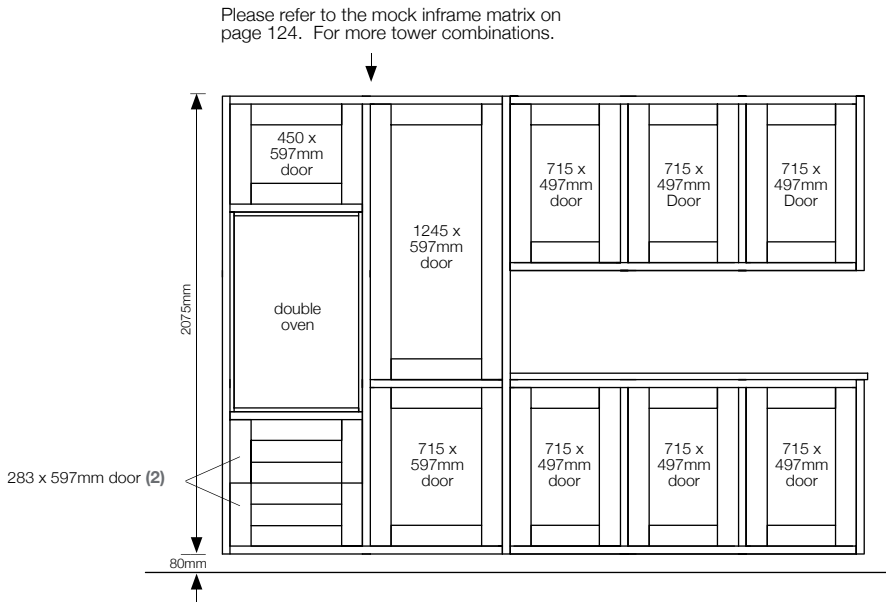 Please refer to the mock inframe matrix on
page 124.  For more tower combinations.
450 x
597mm
door
1245 x
597mm
door
715 x
497mm
door
715 x
497mm
Door
715 x
497mm
Door
2075mm
double
oven
283 x 597mm door (2)
715 x
597mm
door
715 x
497mm
door
715 x
497mm
door
715 x
497mm
door
80mm